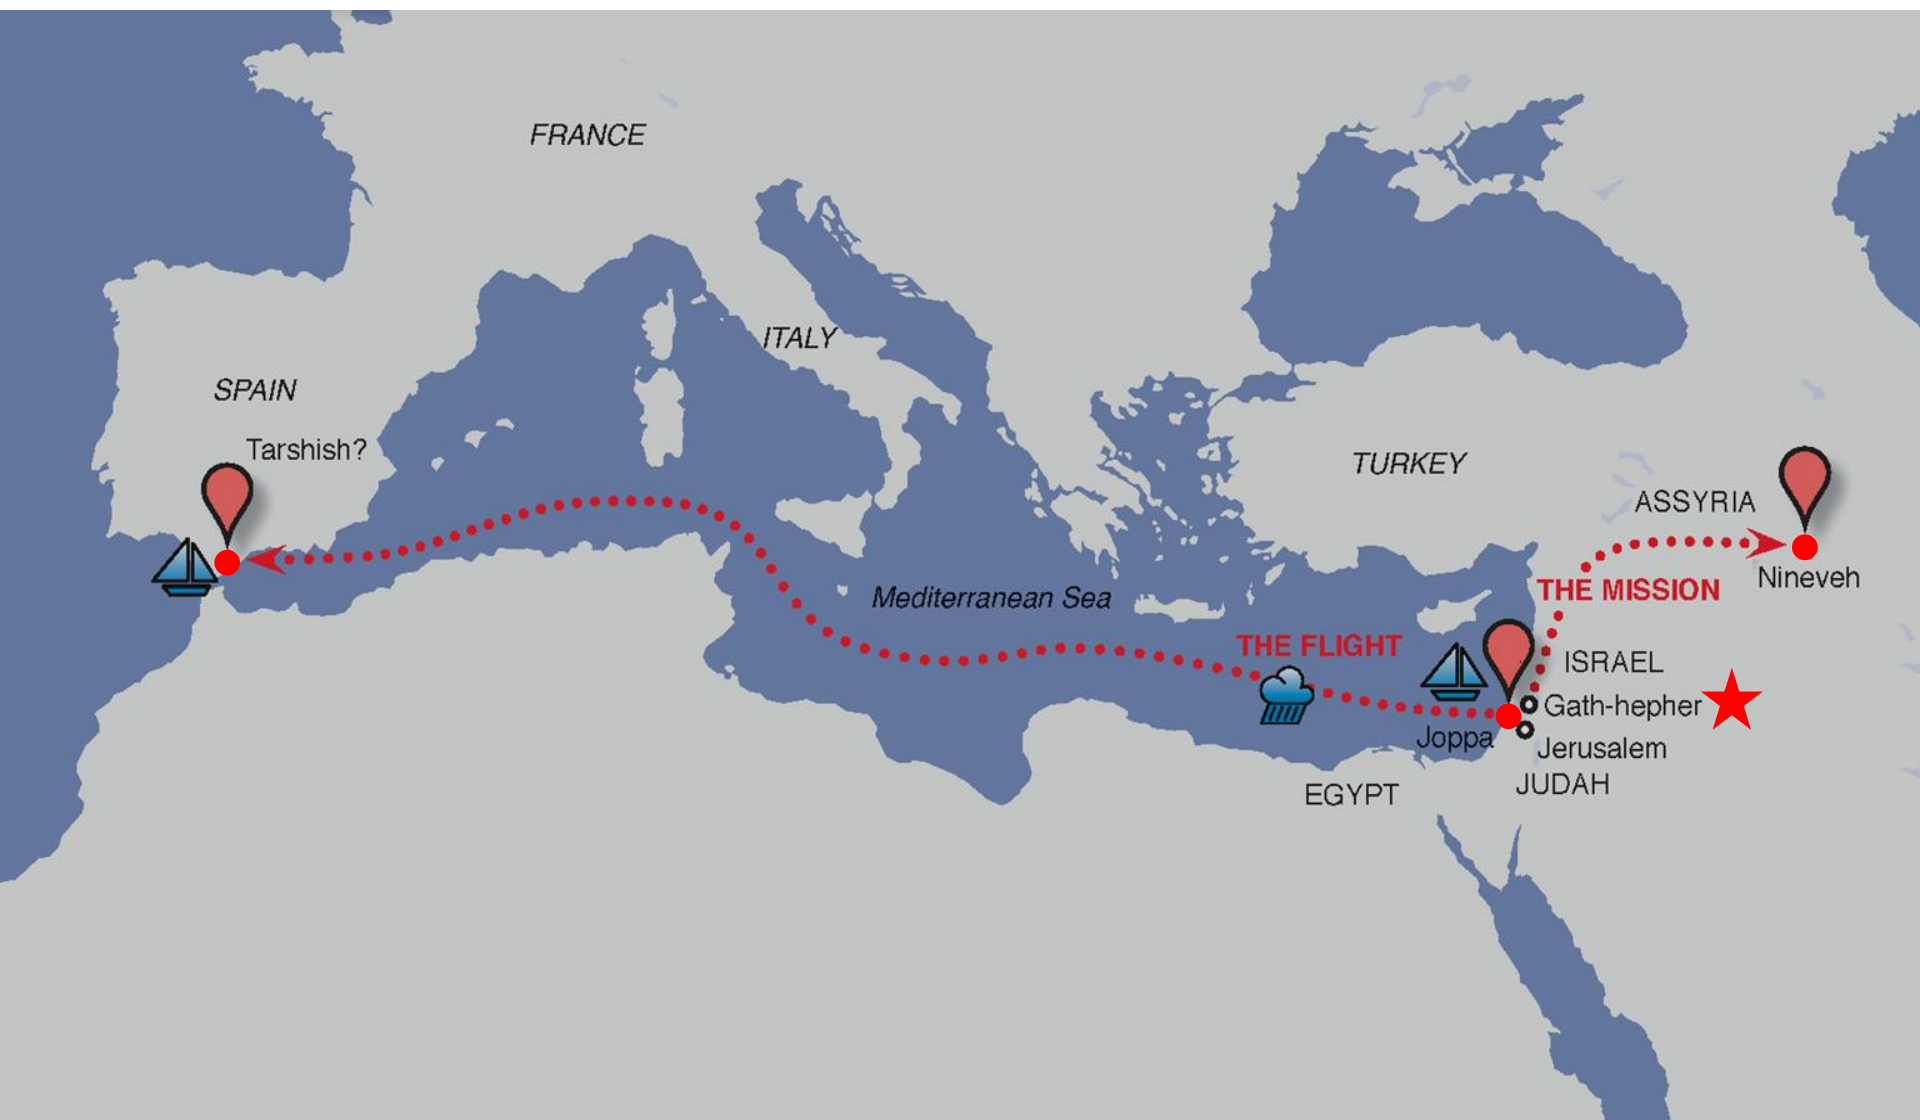 FRANCE
ITALY
SPAIN
Tarshish?
TURKEY
ASSYRIA
Nineveh
THE MISSION
Mediterranean Sea
THE FLIGHT
ISRAEL
Gath-hepher
Joppa
Jerusalem
JUDAH
EGYPT